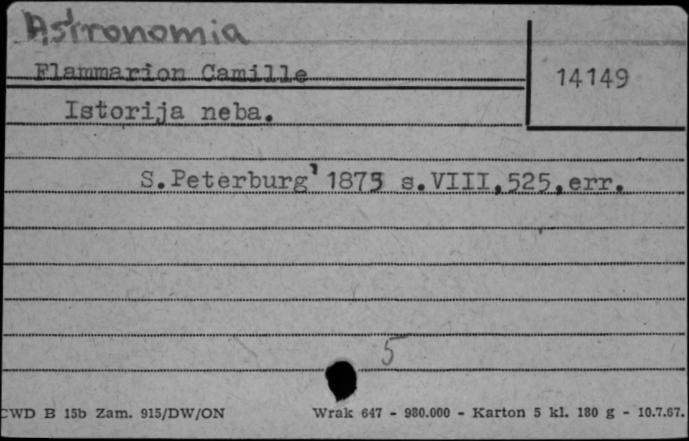 Astronomia
Flammarion Camille
14149
Istorija neba.
S.Peterburg' 1875 s.VIII,525,err.
5
CWD B 15b Zam. 915/DW/ON Wrak 647 - 980.000 - Karton 5 kl. 180 g - 10.7.67.